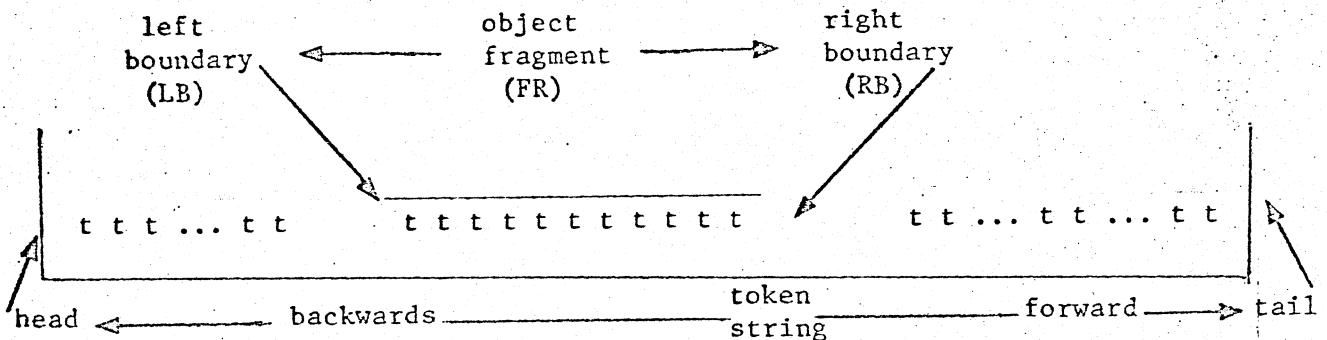 left object right
boundary fragment boundary
(LB) (FR) (RB)
t t t ... t t t t t t t t t t t t t t t ... t t ... t t
head backwards token string forward tail